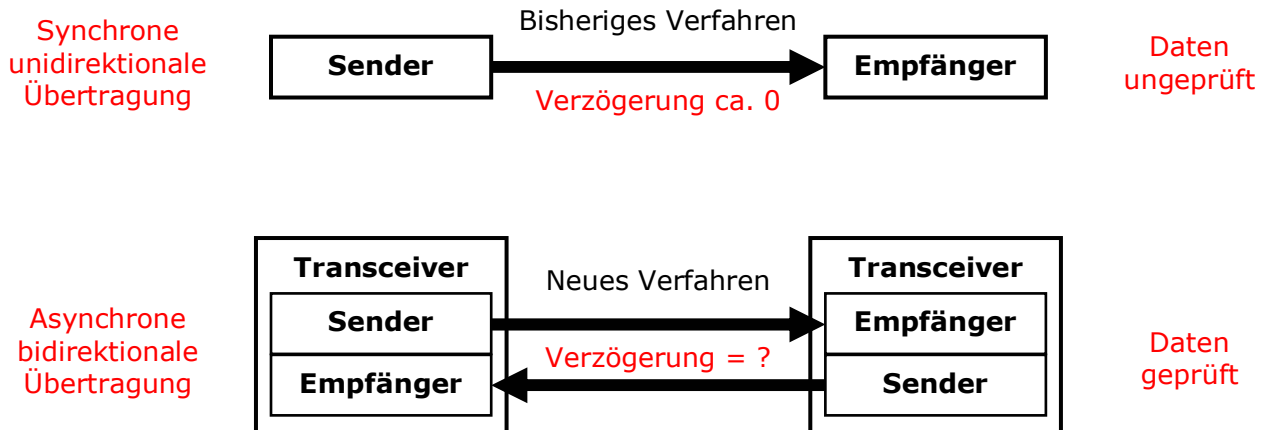 Bisheriges Verfahren
Synchrone
unidirektionale
Übertragung
Sender
Empfänger
Verzögerung ca. 0
Daten
ungeprüft
Transceiver
Transceiver
Neues Verfahren
Asynchrone
bidirektionale
Übertragung
Sender
Empfänger
Verzögerung = ?
Empfänger
Sender
Daten
geprüft